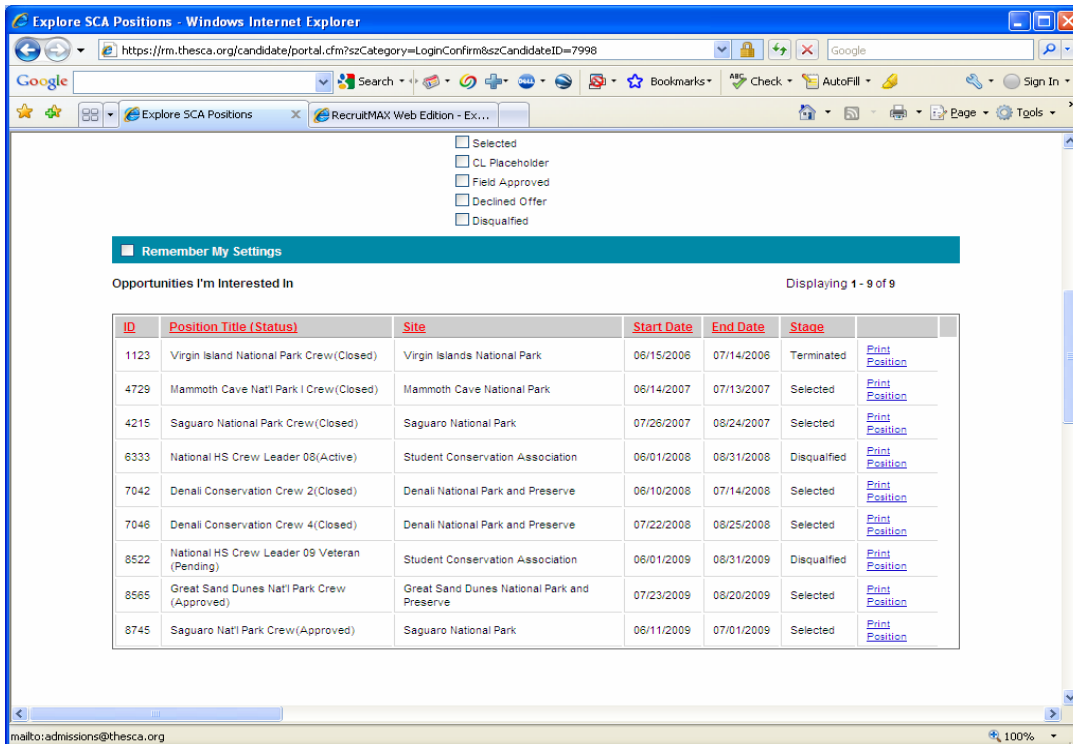 Explore SCA Positions - Windows Internet Explorer
https://rm.thesca.org/candidate/portal.cfm?szCategory=LoginConfirm&szCandidateID=7998
Google
Google Search Bookmarks Check AutoFill Sign In
Explore SCA Positions RecruitMAX Web Edition - Ex... Page Tools
Selected
CL Placeholder
Field Approved
Declined Offer
Disqualfied
Remember My Settings
Opportunities I'm Interested In Displaying 1 - 9 of 9
ID Position Title (Status) Site Start Date End Date Stage
1123 Virgin Island National Park Crew(Closed) Virgin Islands National Park 06/15/2006 07/14/2006 Terminated Print Position
4729 Mammoth Cave Nat'l Park I Crew(Closed) Mammoth Cave National Park 06/14/2007 07/13/2007 Selected Print Position
4215 Saguaro National Park Crew(Closed) Saguaro National Park 07/26/2007 08/24/2007 Selected Print Position
6333 National HS Crew Leader 08(Active) Student Conservation Association 06/01/2008 08/31/2008 Disqualfied Print Position
7042 Denali Conservation Crew 2(Closed) Denali National Park and Preserve 06/10/2008 07/14/2008 Selected Print Position
7046 Denali Conservation Crew 4(Closed) Denali National Park and Preserve 07/22/2008 08/25/2008 Selected Print Position
8522 National HS Crew Leader 09 Veteran (Pending) Student Conservation Association 06/01/2009 08/31/2009 Disqualfied Print Position
8565 Great Sand Dunes Nat'l Park Crew (Approved) Great Sand Dunes National Park and Preserve 07/23/2009 08/20/2009 Selected Print Position
8745 Saguaro Nat'l Park Crew(Approved) Saguaro National Park 06/11/2009 07/01/2009 Selected Print Position
mailto:admissions@thesca.org 100%